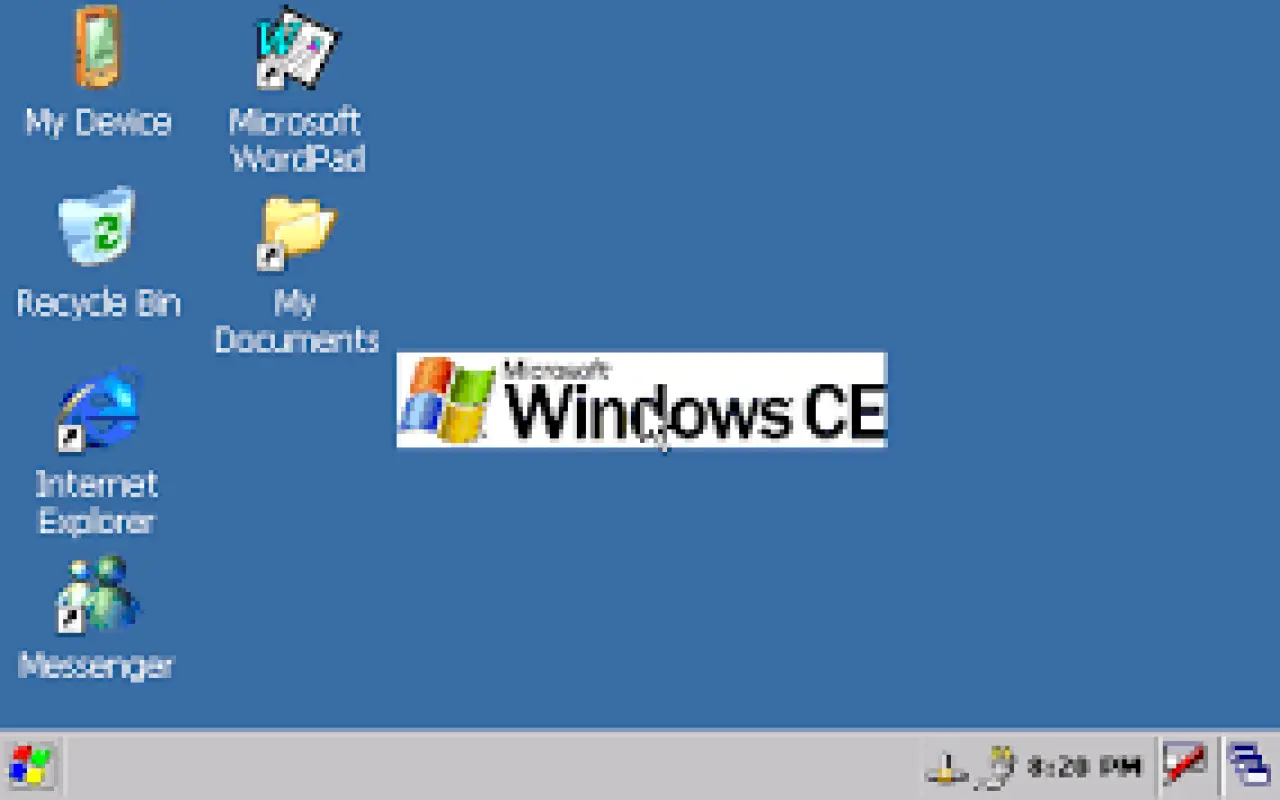 My Device
Microsoft
WordPad
Recycle Bin
My
Documents
Microsoft
Windows CE
Internet
Explorer
Messenger
8:28 PM